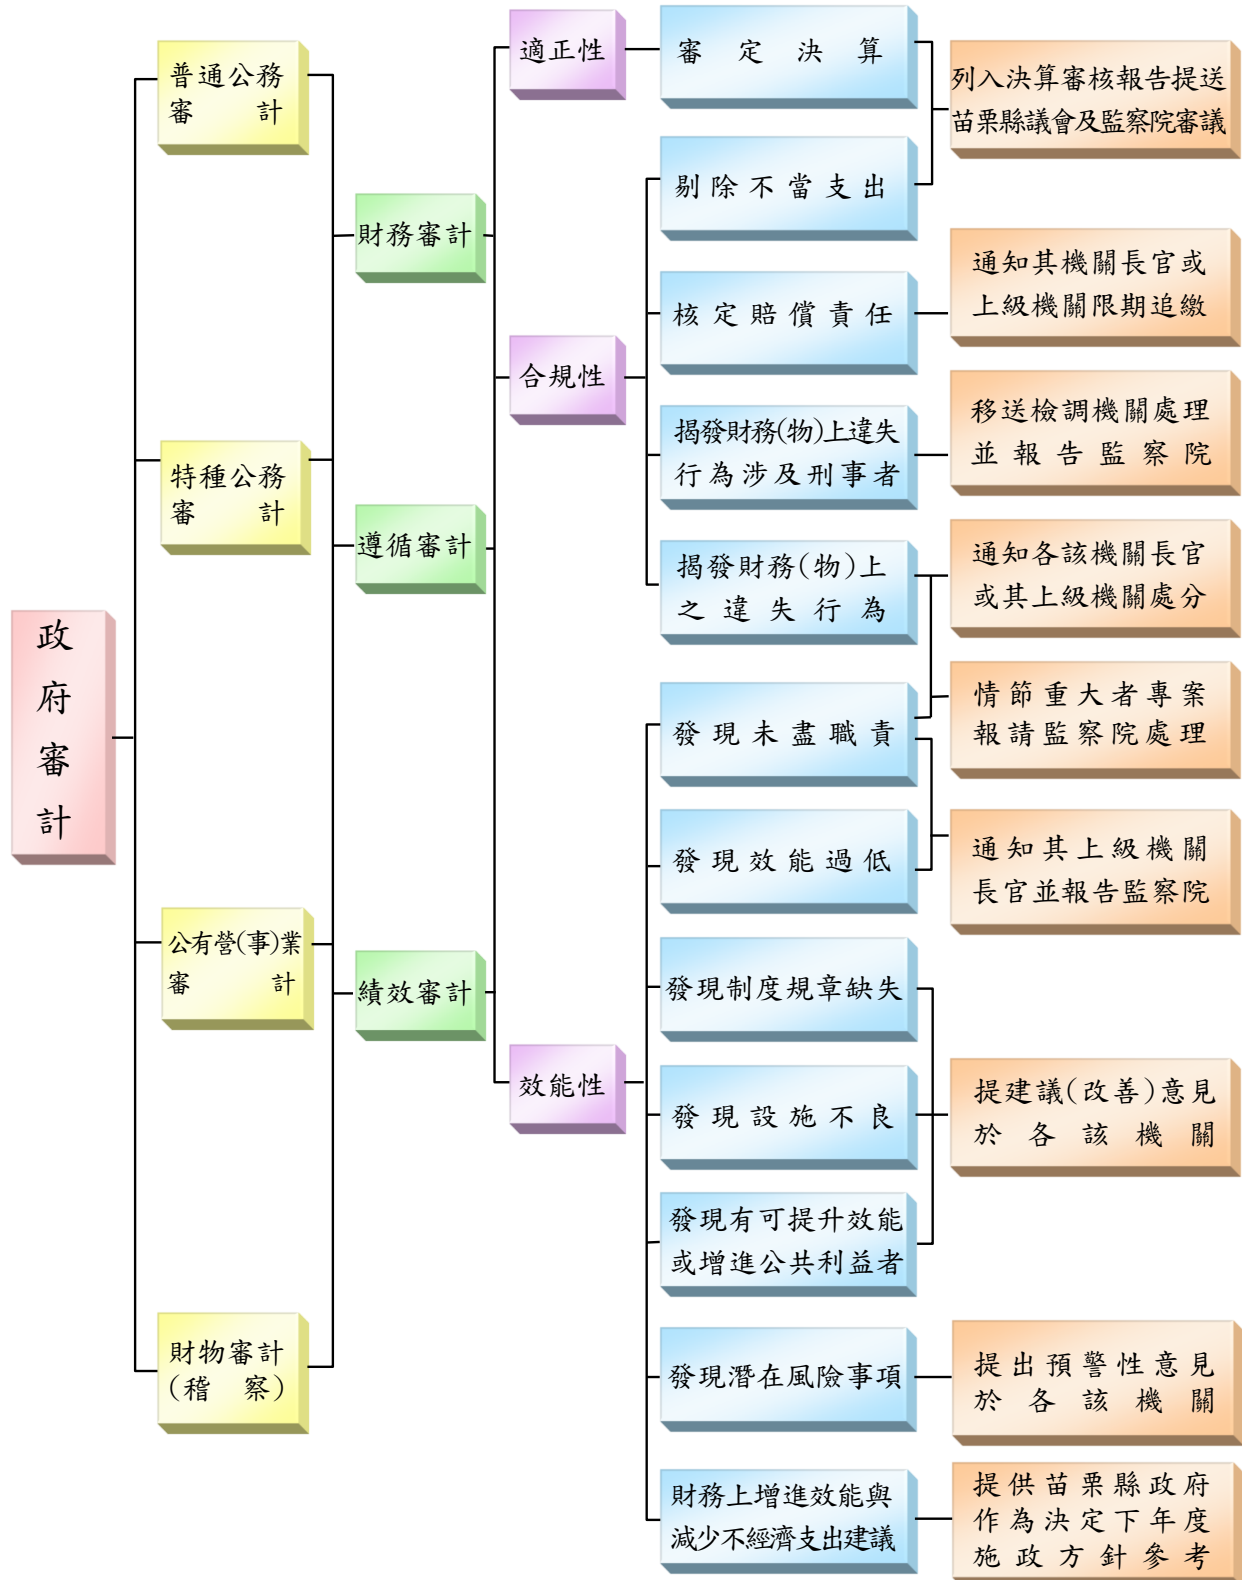 政
府
審
計
普通公務
審計
特種公務
審計
公有營(事)業
審計
財物審計
(稽察)
財務審計
遵循審計
績效審計
適正性
合規性
效能性
審定決算
剔除不當支出
核定賠償責任
揭發財務(物)上違失
行為涉及刑事者
揭發財務(物)上
之違失行為
發現未盡職責
發現效能過低
發現制度規章缺失
發現設施不良
發現有可提升效能
或增進公共利益者
發現潛在風險事項
財務上增進效能與
減少不經濟支出建議
列入決算審核報告提送
苗栗縣議會及監察院審議
通知其機關長官或
上級機關限期追繳
移送檢調機關處理
並報告監察院
通知各該機關長官
或其上級機關處分
情節重大者專案
報請監察院處理
通知其上級機關
長官並報告監察院
提建議(改善)意見
於各該機關
提出預警性意見
於各該機關
提供苗栗縣政府
作為決定下年度
施政方針參考